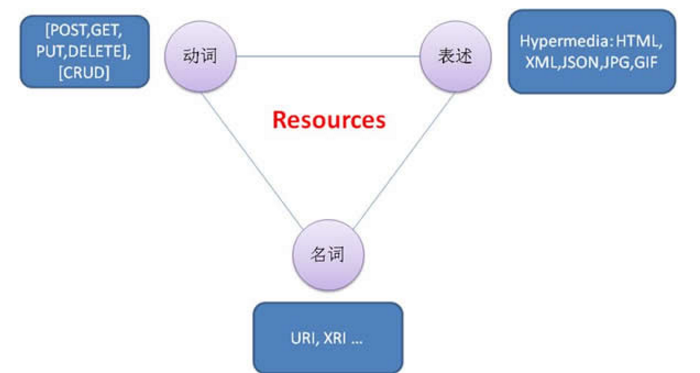 [POST,GET,
PUT,DELETE],
[CRUD]
动词
表述
Hypermedia: HTML,
XML,JSON,JPG,GIF
Resources
名词
URI, XRI ...